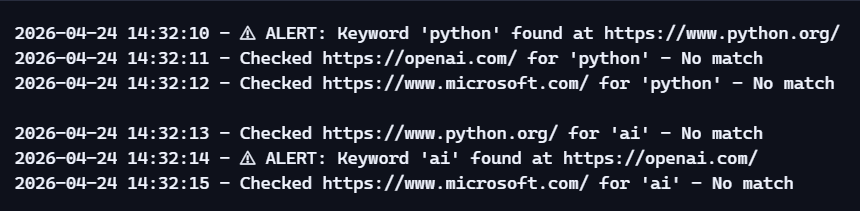 2026-04-24 14:32:10 - ⚠ ALERT: Keyword 'python' found at https://www.python.org/
2026-04-24 14:32:11 - Checked https://openai.com/ for 'python' - No match
2026-04-24 14:32:12 - Checked https://www.microsoft.com/ for 'python' - No match

2026-04-24 14:32:13 - Checked https://www.python.org/ for 'ai' - No match
2026-04-24 14:32:14 - ⚠ ALERT: Keyword 'ai' found at https://openai.com/
2026-04-24 14:32:15 - Checked https://www.microsoft.com/ for 'ai' - No match